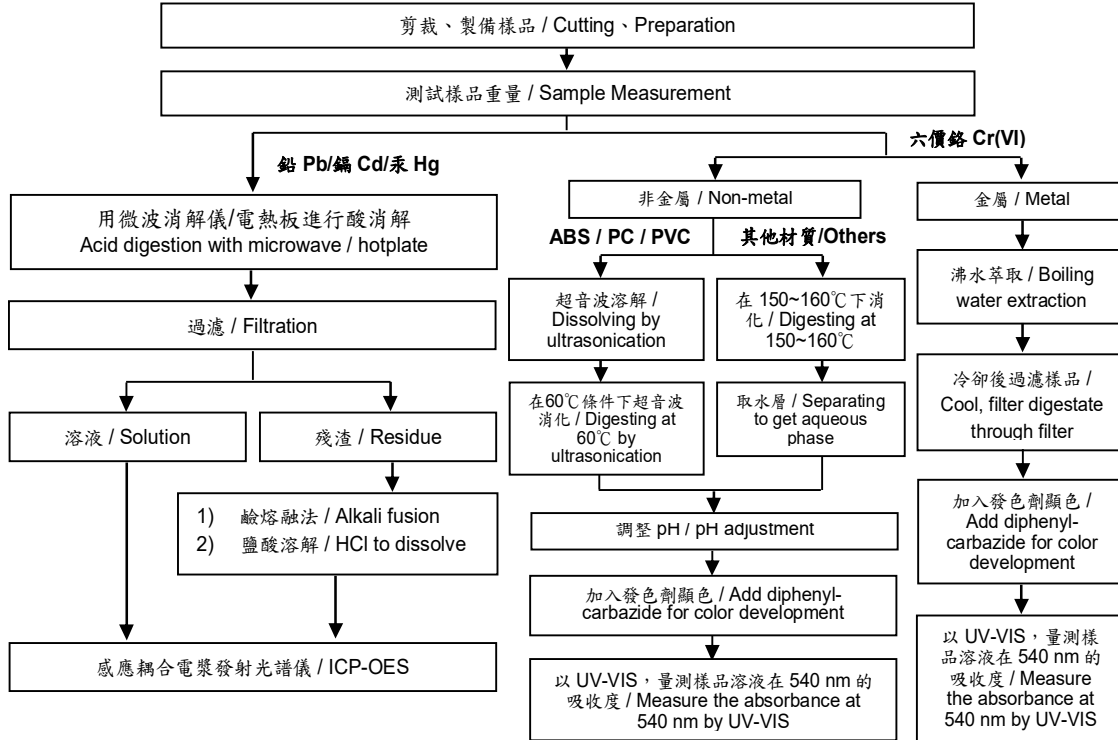 剪裁、製備樣品 / Cutting、Preparation
測試樣品重量 / Sample Measurement
鉛 Pb/鎘 Cd/汞 Hg
六價鉻 Cr(VI)
用微波消解儀/電熱板進行酸消解
Acid digestion with microwave / hotplate
過濾 / Filtration
溶液 / Solution
殘渣 / Residue
1) 鹼熔融法 / Alkali fusion
2) 鹽酸溶解 / HCl to dissolve
感應耦合電漿發射光譜儀 / ICP-OES
非金屬 / Non-metal
ABS / PC / PVC
其他材質/Others
超音波溶解 /
Dissolving by
ultrasonication
在 150~160℃下消
化 / Digesting at
150~160℃
在60℃條件下超音波
消化 / Digesting at
60℃ by
ultrasonication
取水層 / Separating
to get aqueous
phase
調整 pH / pH adjustment
加入發色劑顯色 / Add diphenyl-
carbazide for color development
以 UV-VIS，量測樣品溶液在 540 nm 的
吸收度 / Measure the absorbance at
540 nm by UV-VIS
金屬 / Metal
沸水萃取 / Boiling
water extraction
冷卻後過濾樣品 /
Cool, filter digestate
through filter
加入發色劑顯色 /
Add diphenyl-
carbazide for color
development
以 UV-VIS，量測樣
品溶液在 540 nm 的
吸收度 / Measure
the absorbance at
540 nm by UV-VIS